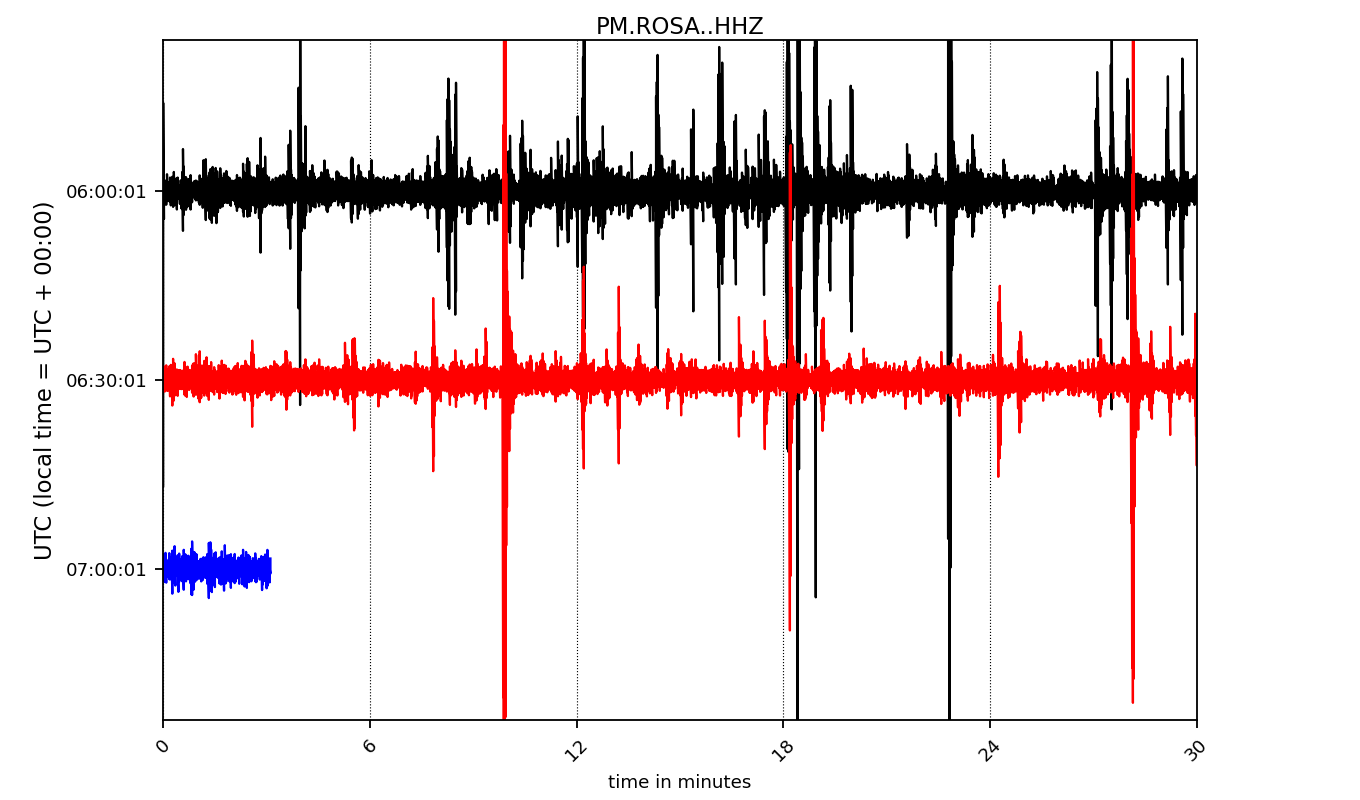 PM.ROSA..HHZ
UTC (local time = UTC + 00:00)
06:00:01
06:30:01
07:00:01
0 6 12 18 24 30
time in minutes